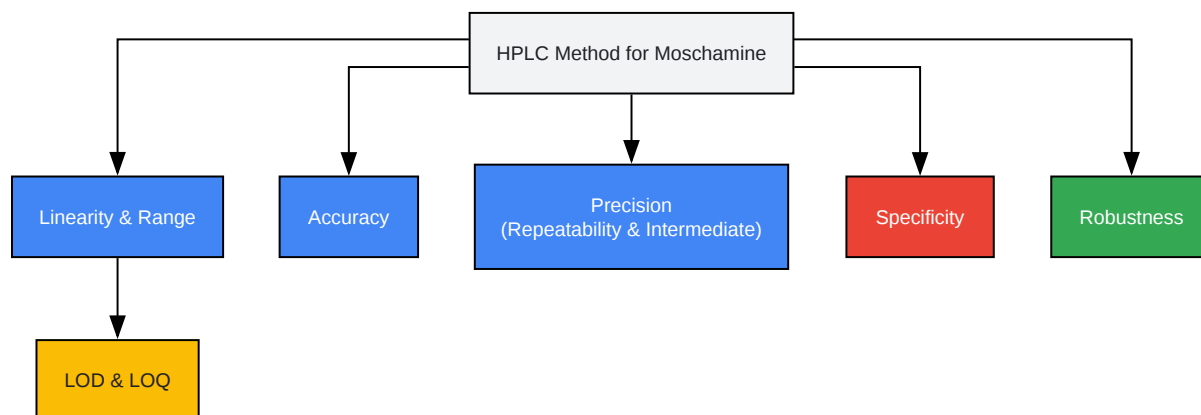 HPLC Method for Moschamine
Linearity & Range
Accuracy
Precision
(Repeatability & Intermediate)
Specificity
Robustness
LOD & LOQ